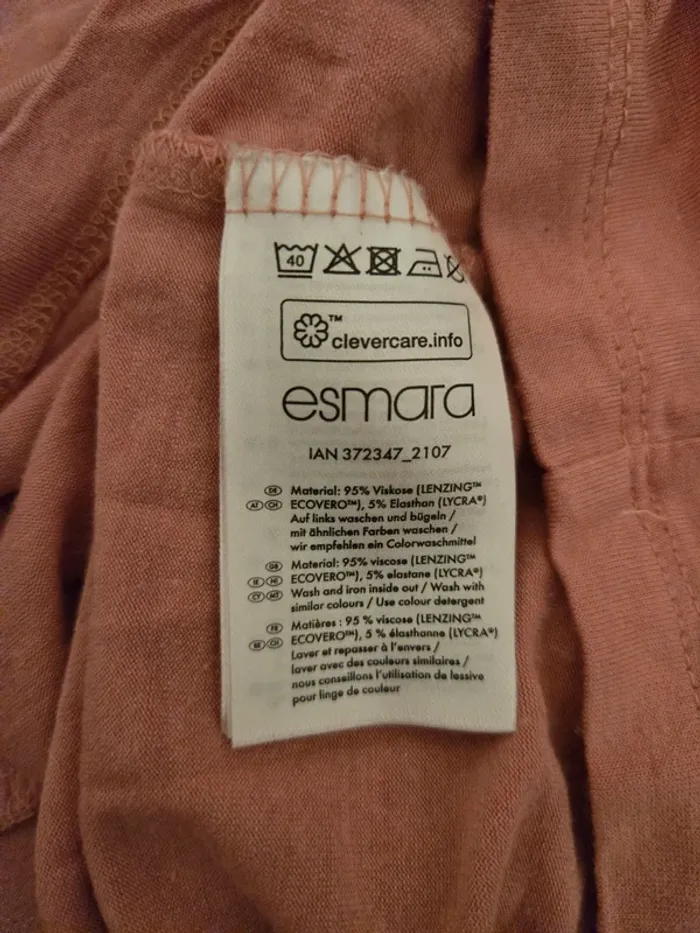 40
™
clevercare.info
esmara
IAN 372347_2107
DE Material: 95% Viskose (LENZING™
AT CH ECOVERO™), 5% Elasthan (LYCRA®)
Auf links waschen und bügeln /
mit ähnlichen Farben waschen /
wir empfehlen ein Colorwaschmittel
GB Material: 95% viscose (LENZING™
IE NI ECOVERO™), 5% elastane (LYCRA®)
CY MT Wash and iron inside out / Wash with
similar colours / Use colour detergent
FR Matières : 95 % viscose (LENZING™
BE CH ECOVERO™), 5 % élasthanne (LYCRA®)
Laver et repasser à l'envers /
laver avec des couleurs similaires /
nous conseillons l'utilisation de lessive
pour linge de couleur